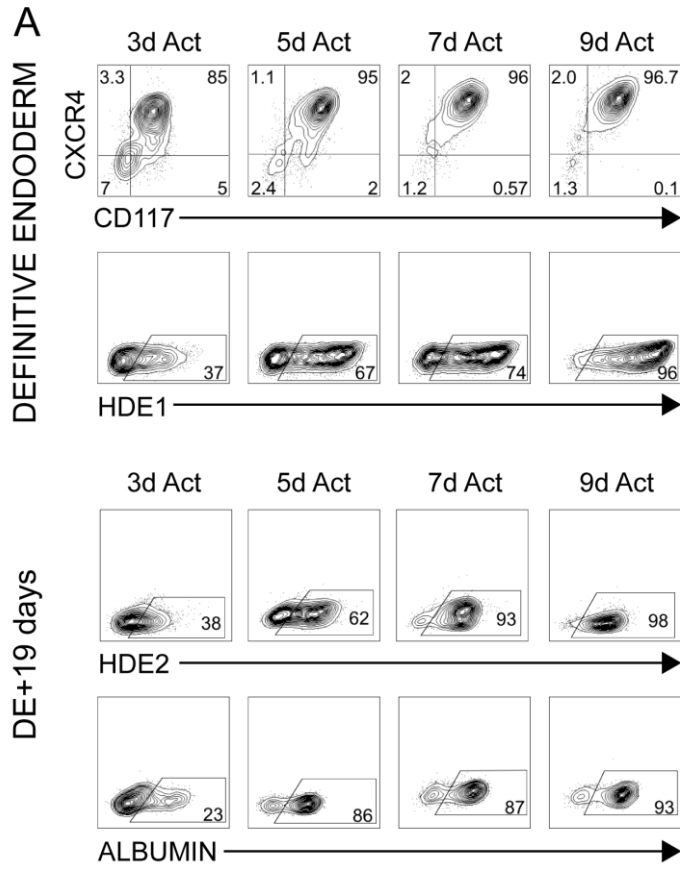 A
DEFINITIVE ENDODERM
3d Act 5d Act 7d Act 9d Act
CXCR4
3.3 85 1.1 95 2 96 2.0 96.7
7 5 2.4 2 1.2 0.57 1.3 0.1
CD117
37 67 74 96
HDE1
DE+19 days
3d Act 5d Act 7d Act 9d Act
38 62 93 98
HDE2
23 86 87 93
ALBUMIN